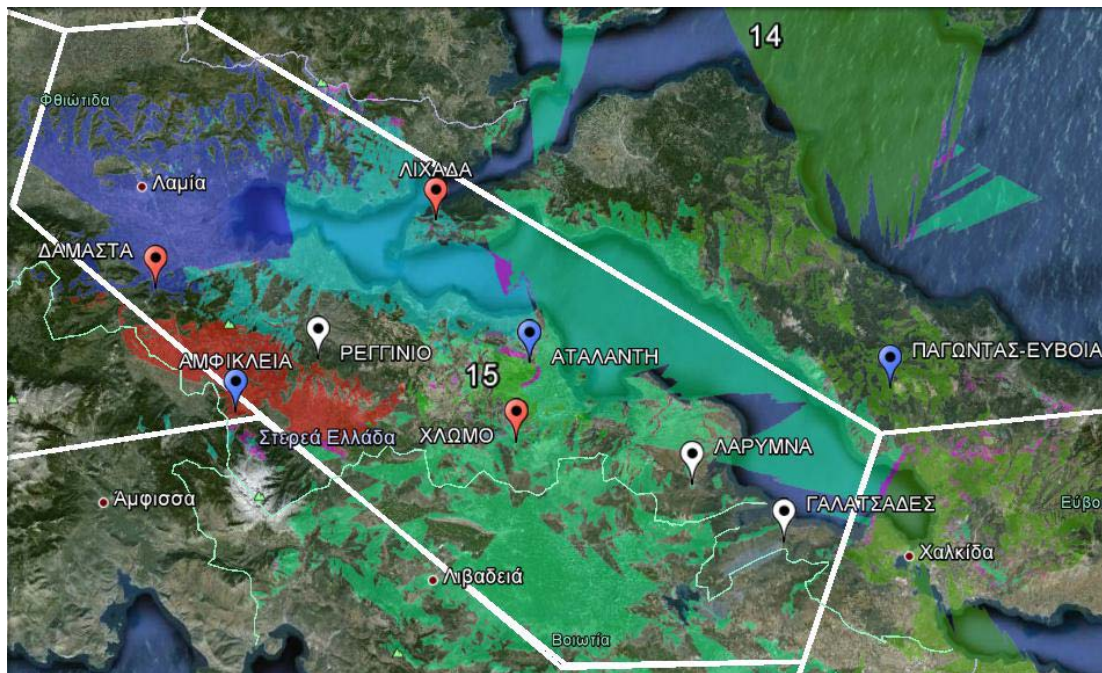 14
Φθιώτιδα
Λαμία
ΛΙΧΑΔΑ
ΔΑΜΑΣΤΑ
ΡΕΓΓΙΝΙΟ
ΑΤΑΛΑΝΤΗ
ΠΑΓΩΝΤΑΣ-ΕΥΒΟΙΑ
ΑΜΦΙΚΛΕΙΑ
15
Στερεά Ελλάδα
ΧΛΩΜΟ
ΛΑΡΥΜΝΑ
Άμφισσα
ΓΑΛΑΤΣΑΔΕΣ
Εύβο
Χαλκίδα
Λιβαδειά
Βοιωτία